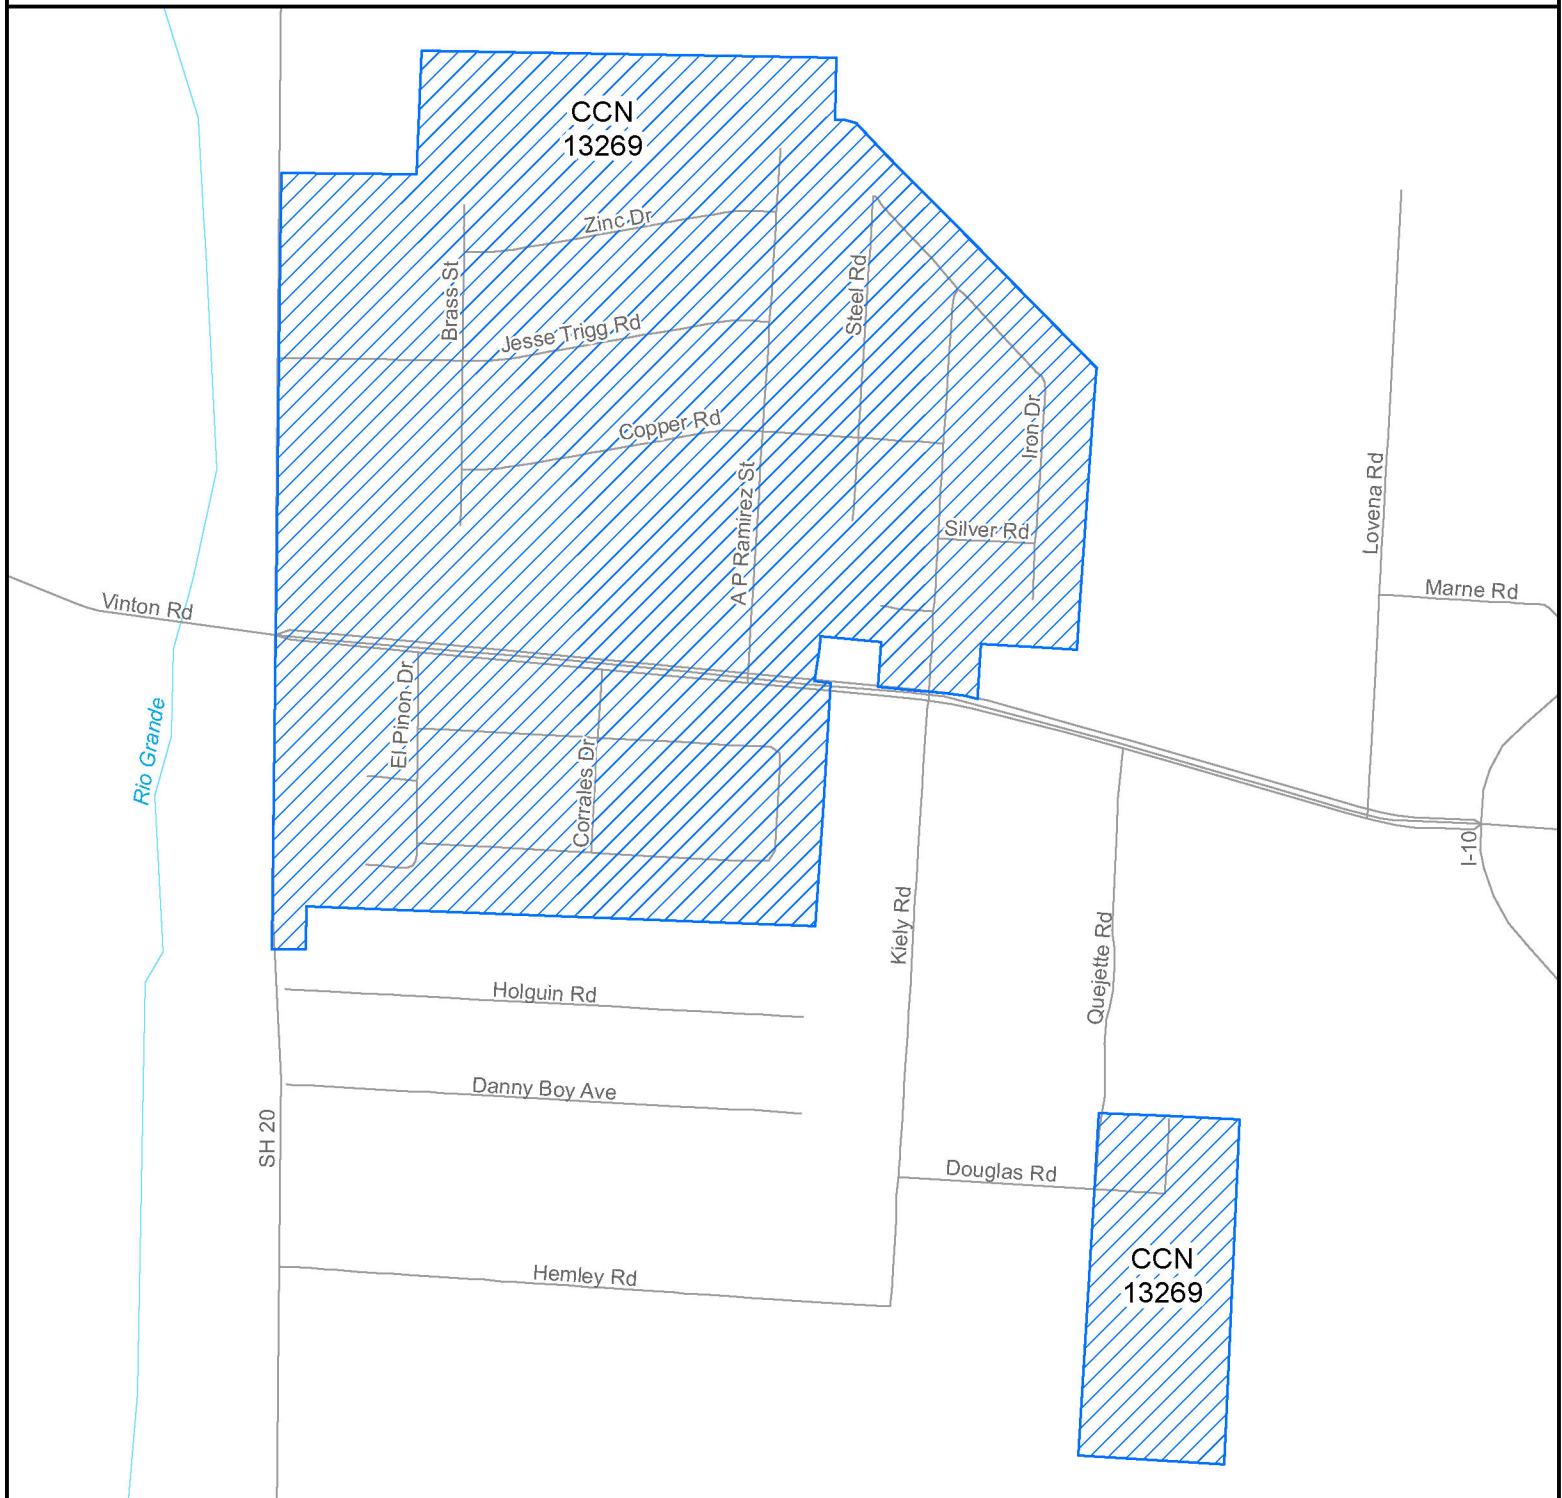 CCN
13269
Zinc Dr
Brass St
Steel Rd
Jesse Trigg Rd
Copper Rd
Iron Dr
Lovena Rd
A P Ramirez St
Silver Rd
Marne Rd
Vinton Rd
El Pinon Dr
Rio Grande
Corrales Dr
I-10
Kiely Rd
Quejette Rd
Holguin Rd
Danny Boy Ave
SH 20
Douglas Rd
CCN
13269
Hemley Rd